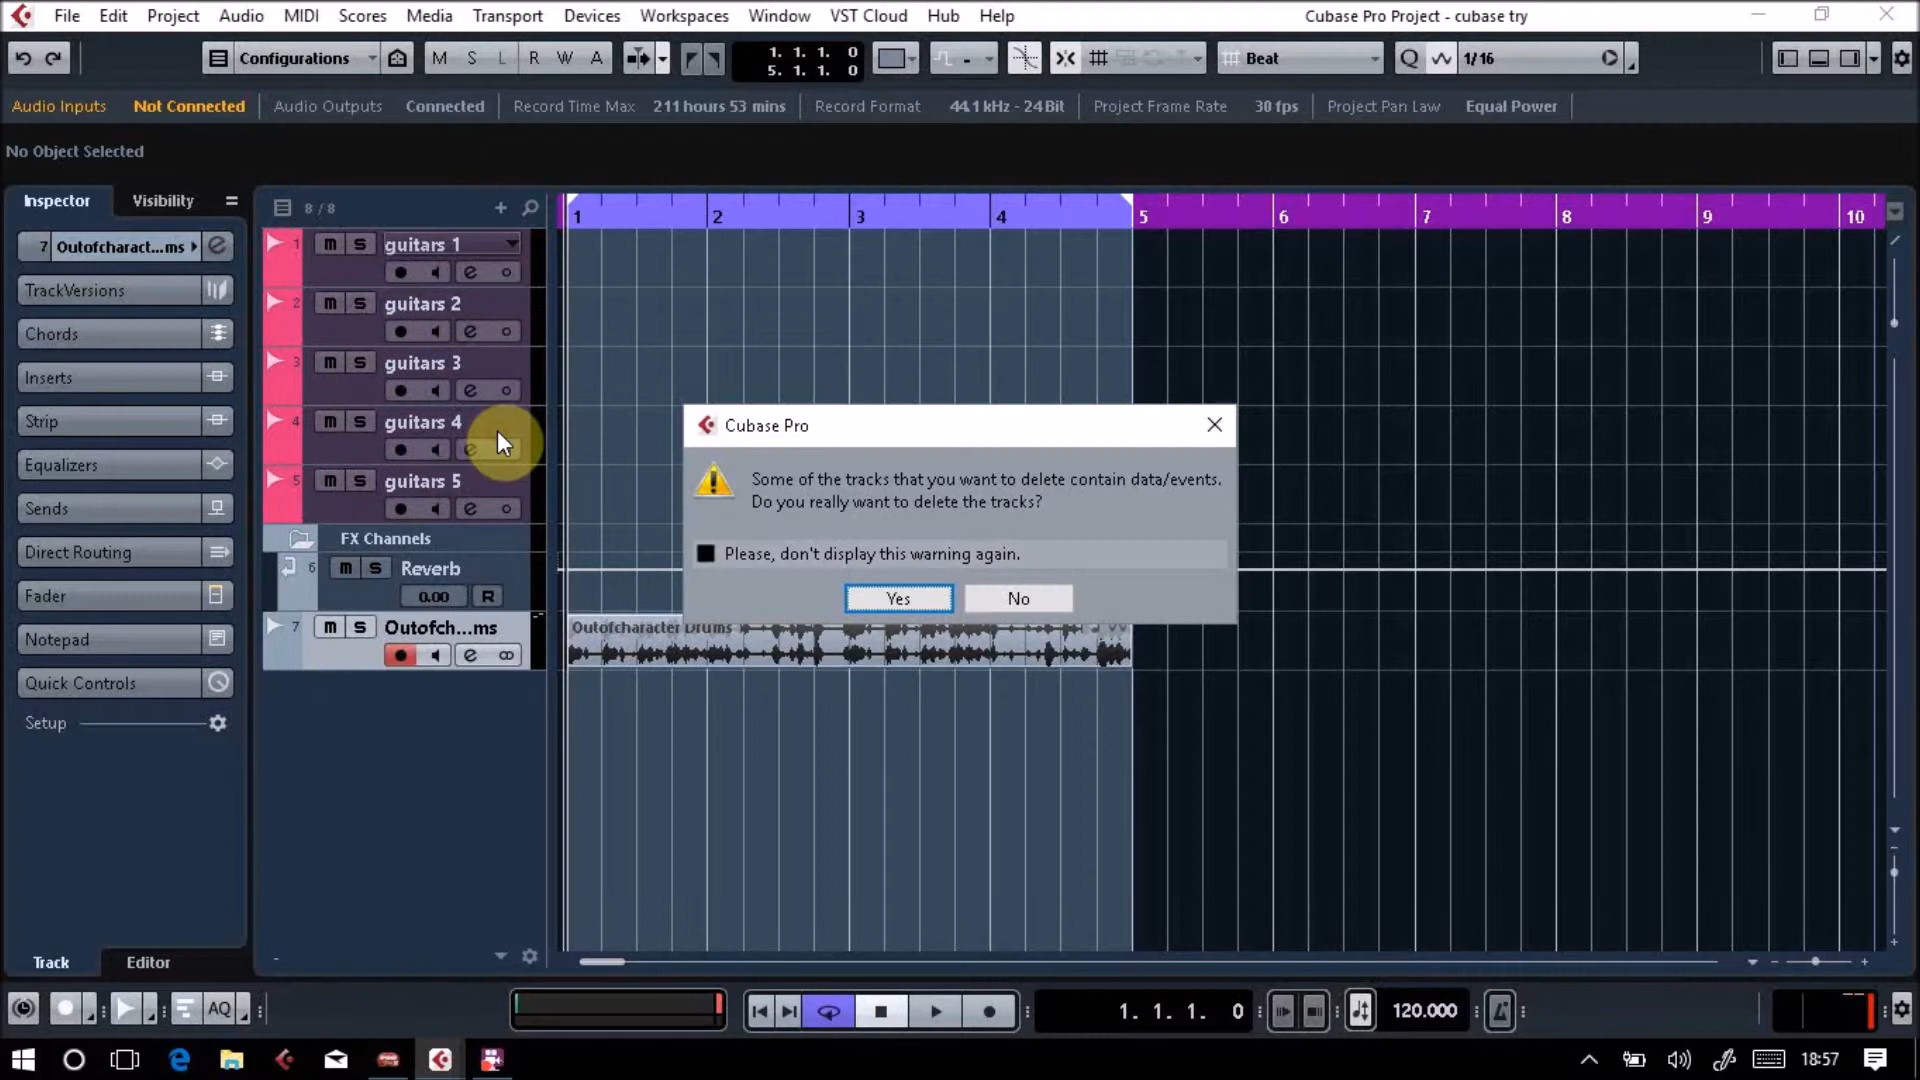 File Edit Project Audio MIDI Scores Media Transport Devices Workspaces Window VST Cloud Hub Help Cubase Pro Project - cubase try
Configurations M S L R W A 1. 1. 1. 0 Beat Q 1/16
5. 1. 1. 0
Audio Inputs Not Connected Audio Outputs Connected Record Time Max 211 hours 53 mins Record Format 44.1 kHz - 24 Bit Project Frame Rate 30 fps Project Pan Law Equal Power
No Object Selected
Inspector Visibility 8 / 8 1 2 3 4 5 6 7 8 9 10
7 Outofcharact...ms
TrackVersions
Chords
Inserts
Strip
Equalizers
Sends
Direct Routing
Fader
Notepad
Quick Controls
Setup
1 m S guitars 1
2 m S guitars 2
3 m S guitars 3
4 m S guitars 4
5 m S guitars 5
FX Channels
6 m S Reverb
0.00 R
7 m S Outofch...ms
Outofcharacter Drums
Cubase Pro
Some of the tracks that you want to delete contain data/events.
Do you really want to delete the tracks?
Please, don't display this warning again.
Yes No
Track Editor
AQ 1. 1. 1. 0 120.000
18:57